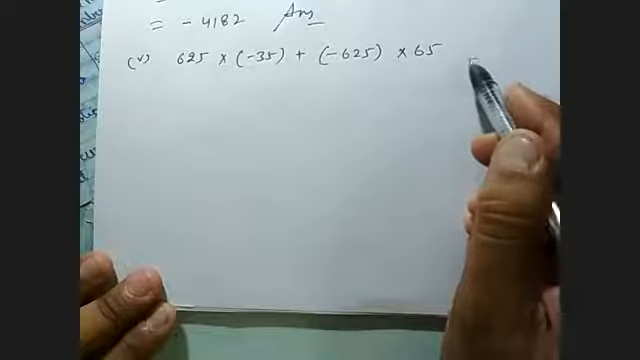 = - 4182 Ans
(v) 625 × (-35) + (-625) × 65